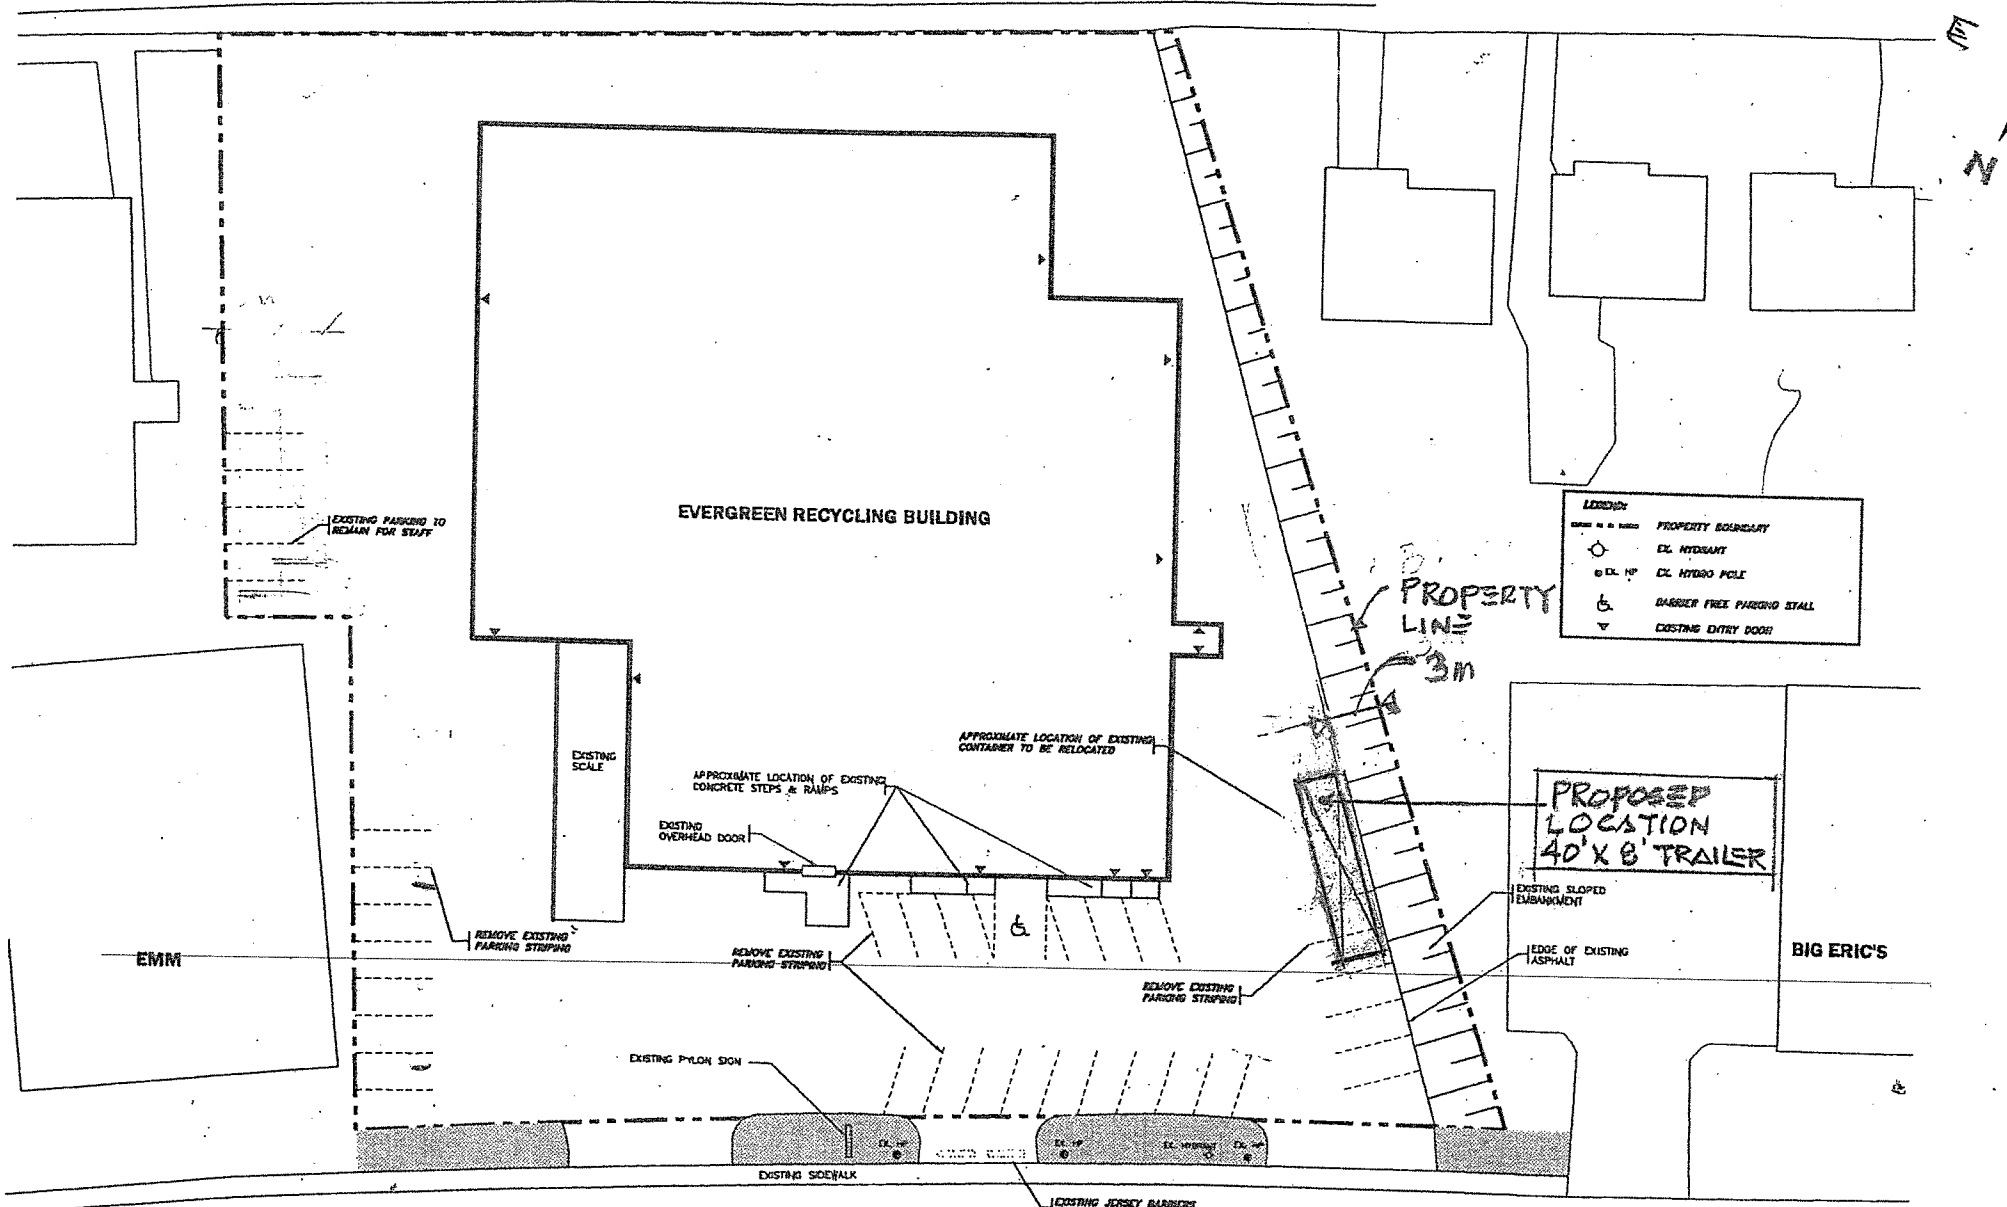 E
N
EVERGREEN RECYCLING BUILDING
EXISTING PARKING TO
REMAIN FOR STAFF
LEGEND:
PROPERTY BOUNDARY
EX. HYDRANT
EX. HP
EX. HYDRO POLE
BARRIER FREE PARKING STALL
EXISTING ENTRY DOOR
PROPERTY
LINE
3m
APPROXIMATE LOCATION OF EXISTING
CONTAINER TO BE RELOCATED
EXISTING
SCALE
APPROXIMATE LOCATION OF EXISTING
CONCRETE STEPS & RAMPS
EXISTING
OVERHEAD DOOR
PROPOSED
LOCATION
40' X 8' TRAILER
EXISTING SLOPED
EMBANKMENT
EDGE OF EXISTING
ASPHALT
BIG ERIC'S
EMM
REMOVE EXISTING
PARKING STRIPING
REMOVE EXISTING
PARKING STRIPING
REMOVE EXISTING
PARKING STRIPING
EXISTING PYLON SIGN
EX. HP
EX. HP
EX. HYDRANT
EX. HP
EXISTING SIDEWALK
EXISTING JERSEY BARRIERS